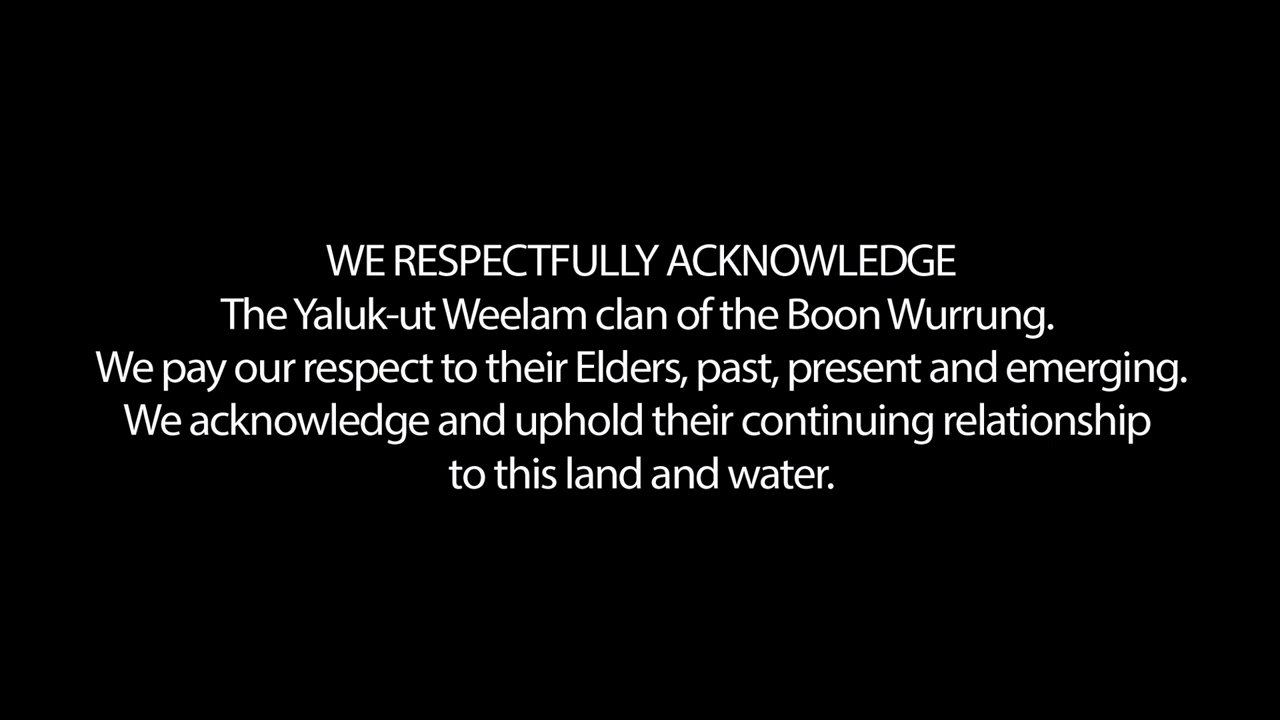 WE RESPECTFULLY ACKNOWLEDGE
The Yaluk-ut Weelam clan of the Boon Wurrung.
We pay our respect to their Elders, past, present and emerging.
We acknowledge and uphold their continuing relationship
to this land and water.